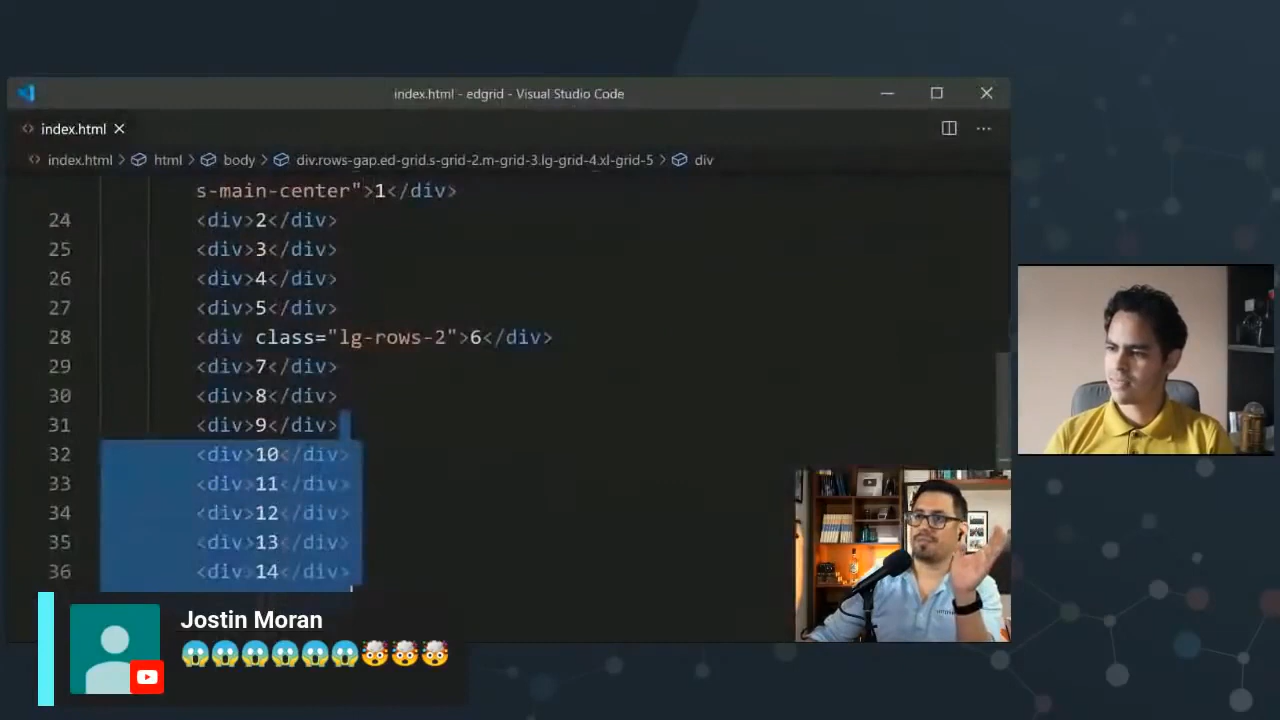 index.html - edgrid - Visual Studio Code
index.html
index.html > html > body > div.rows-gap.ed-grid.s-grid-2.m-grid-3.lg-grid-4.xl-grid-5 > div
s-main-center">1</div>
24 <div>2</div>
25 <div>3</div>
26 <div>4</div>
27 <div>5</div>
28 <div class="lg-rows-2">6</div>
29 <div>7</div>
30 <div>8</div>
31 <div>9</div>
32 <div>10</div>
33 <div>11</div>
34 <div>12</div>
35 <div>13</div>
36 <div>14</div>
Jostin Moran
😱😱😱😱😱😱🤯🤯🤯